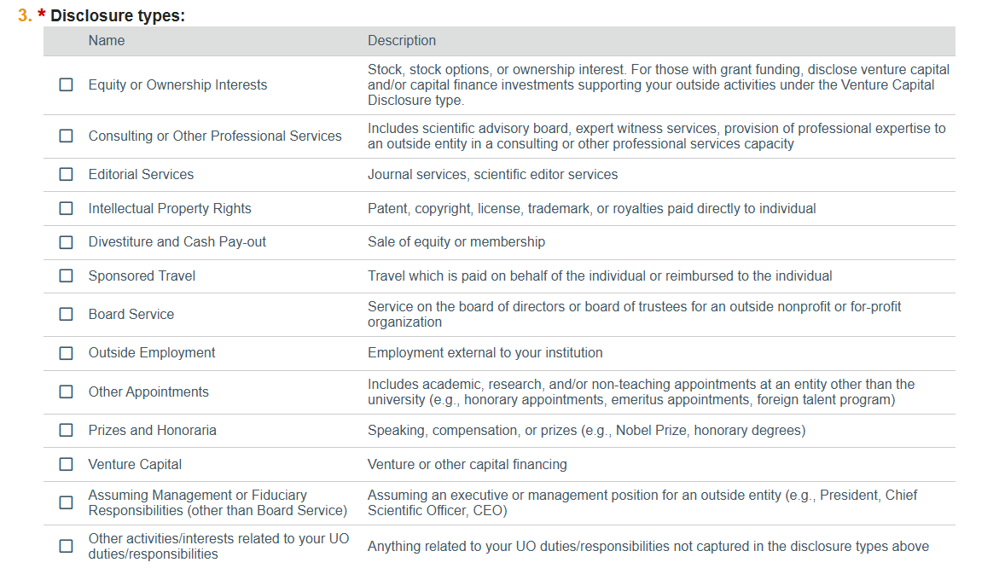 3. * Disclosure types:
Name Description
Equity or Ownership Interests
Stock, stock options, or ownership interest. For those with grant funding, disclose venture capital
and/or capital finance investments supporting your outside activities under the Venture Capital
Disclosure type.
Consulting or Other Professional Services
Includes scientific advisory board, expert witness services, provision of professional expertise to
an outside entity in a consulting or other professional services capacity
Editorial Services
Journal services, scientific editor services
Intellectual Property Rights
Patent, copyright, license, trademark, or royalties paid directly to individual
Divestiture and Cash Pay-out
Sale of equity or membership
Sponsored Travel
Travel which is paid on behalf of the individual or reimbursed to the individual
Board Service
Service on the board of directors or board of trustees for an outside nonprofit or for-profit
organization
Outside Employment
Employment external to your institution
Other Appointments
Includes academic, research, and/or non-teaching appointments at an entity other than the
university (e.g., honorary appointments, emeritus appointments, foreign talent program)
Prizes and Honoraria
Speaking, compensation, or prizes (e.g., Nobel Prize, honorary degrees)
Venture Capital
Venture or other capital financing
Assuming Management or Fiduciary
Responsibilities (other than Board Service)
Assuming an executive or management position for an outside entity (e.g., President, Chief
Scientific Officer, CEO)
Other activities/interests related to your UO
duties/responsibilities
Anything related to your UO duties/responsibilities not captured in the disclosure types above